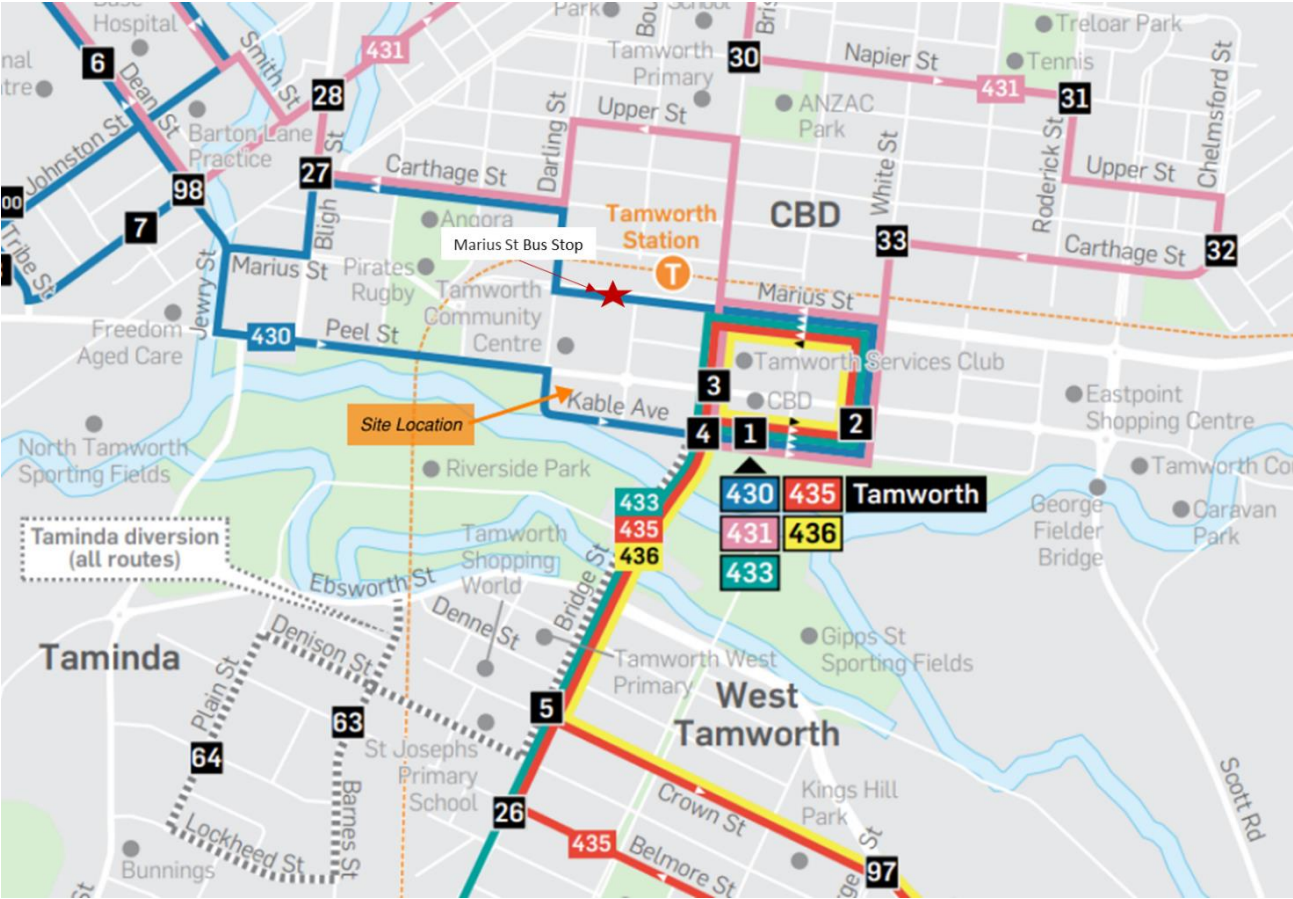 Base
Hospital
Park
School
Treloar Park
Tamworth
Primary
30
Napier St
Tennis
431
31
6
Smith St
431
Dean St
28
Upper St
ANZAC
Park
Chelmsford St
Barton Lane
Practice
Johnston St
Darling St
White St
Roderick St
Upper St
27
Carthage St
98
00
7
Bligh St
Angora
Tamworth
Station
CBD
33
Carthage St
32
Marius St Bus Stop
T
Tribe St
Marius St
Pirates
Rugby
Tamworth
Community
Centre
Marius St
Jewry St
Freedom
Aged Care
430
Peel St
Tamworth Services Club
3
CBD
2
Eastpoint
Shopping Centre
Kable Ave
Site Location
4
1
North Tamworth
Sporting Fields
Riverside Park
Tamworth
430
435
Tamworth
431
436
433
433
435
436
George
Fielder
Bridge
Caravan
Park
Taminda diversion
(all routes)
Tamworth
Shopping
World
Ebsworth St
Bridge St
Denne St
Denison St
Gipps St
Sporting Fields
Taminda
Tamworth West
Primary
West
Tamworth
Plain St
5
63
64
St Josephs
Primary
School
Kings Hill
Park
Crown St
Scott Rd
Barnes St
26
Lockheed St
435
Belmore St
97
Bunnings
St
St